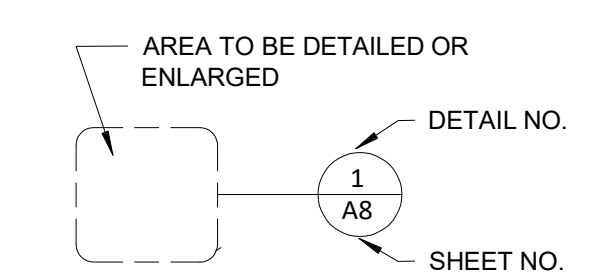 AREA TO BE DETAILED OR
ENLARGED
DETAIL NO.
1
A8
SHEET NO.